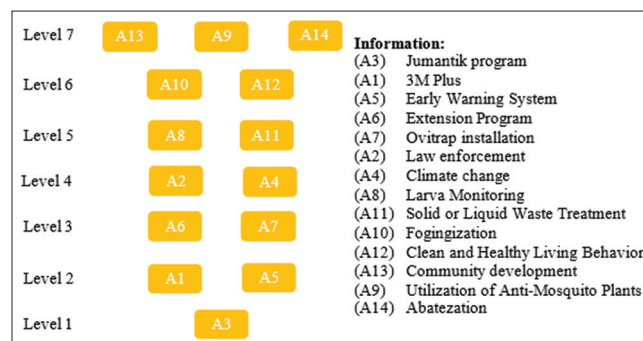 Level 7 A13 A9 A14
Level 6 A10 A12
Level 5 A8 A11
Level 4 A2 A4
Level 3 A6 A7
Level 2 A1 A5
Level 1 A3
Information:
(A3) Jumantik program
(A1) 3M Plus
(A5) Early Warning System
(A6) Extension Program
(A7) Ovitrap installation
(A2) Law enforcement
(A4) Climate change
(A8) Larva Monitoring
(A11) Solid or Liquid Waste Treatment
(A10) Fogingization
(A12) Clean and Healthy Living Behavior
(A13) Community development
(A9) Utilization of Anti-Mosquito Plants
(A14) Abatezation